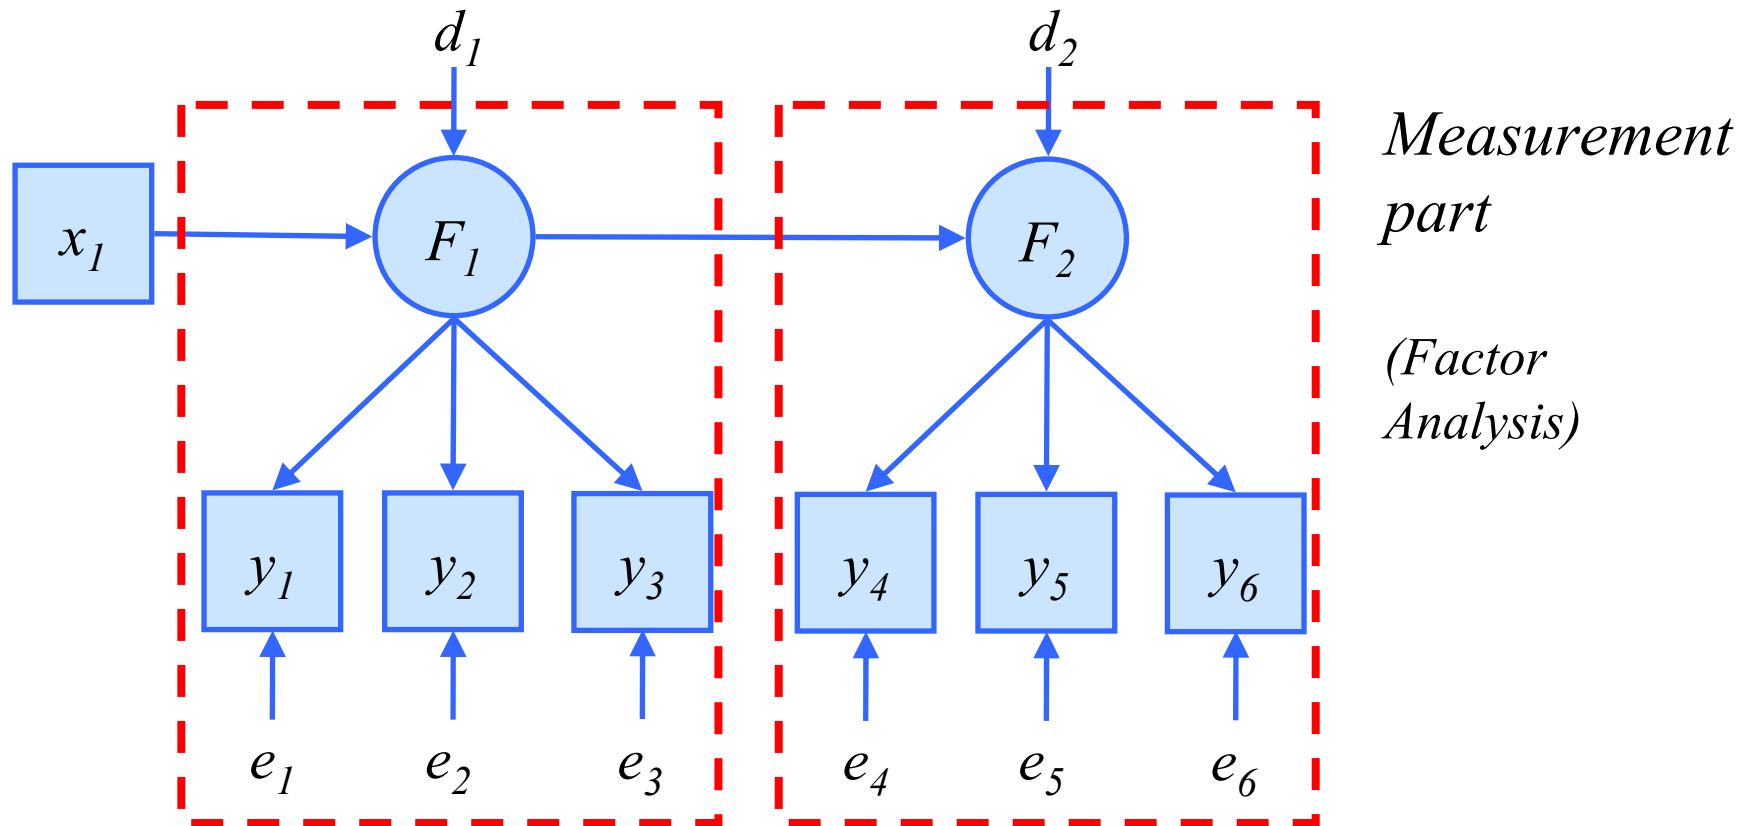 d1 d2
Measurement
part
x1 F1 F2
(Factor
Analysis)
y1 y2 y3 y4 y5 y6
e1 e2 e3 e4 e5 e6